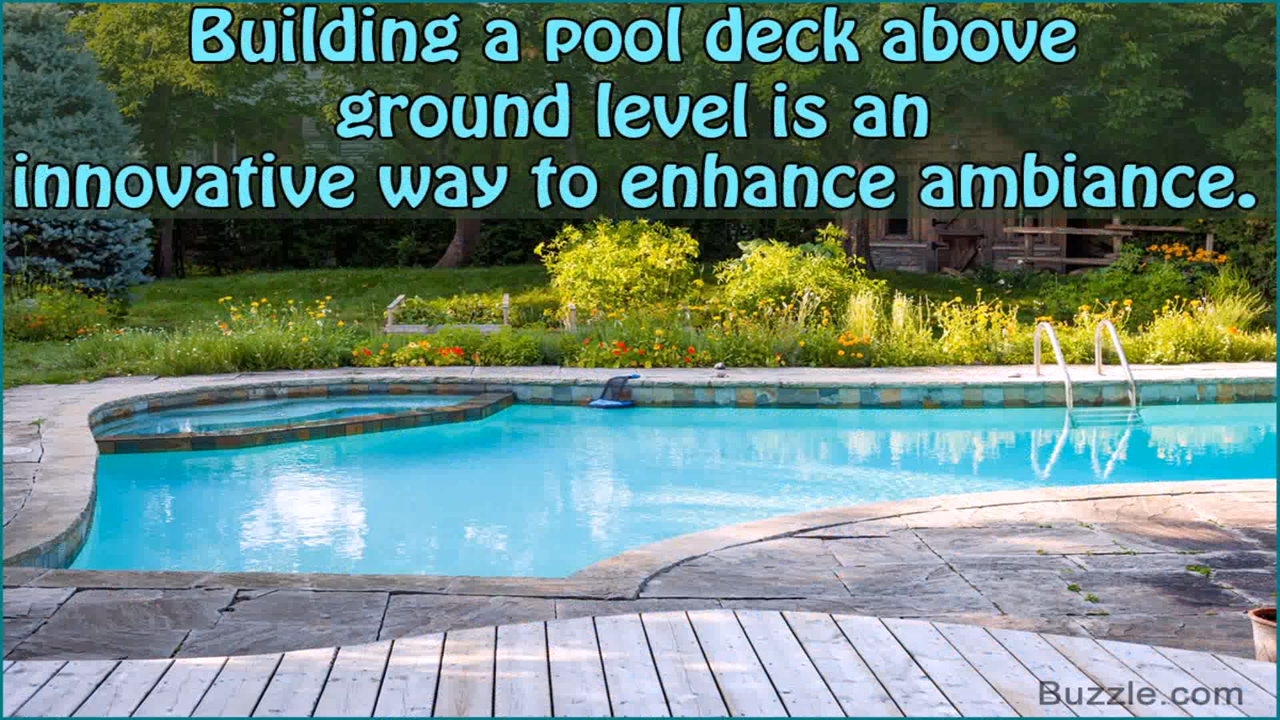 Building a pool deck above
ground level is an
innovative way to enhance ambiance.
Buzzle.com